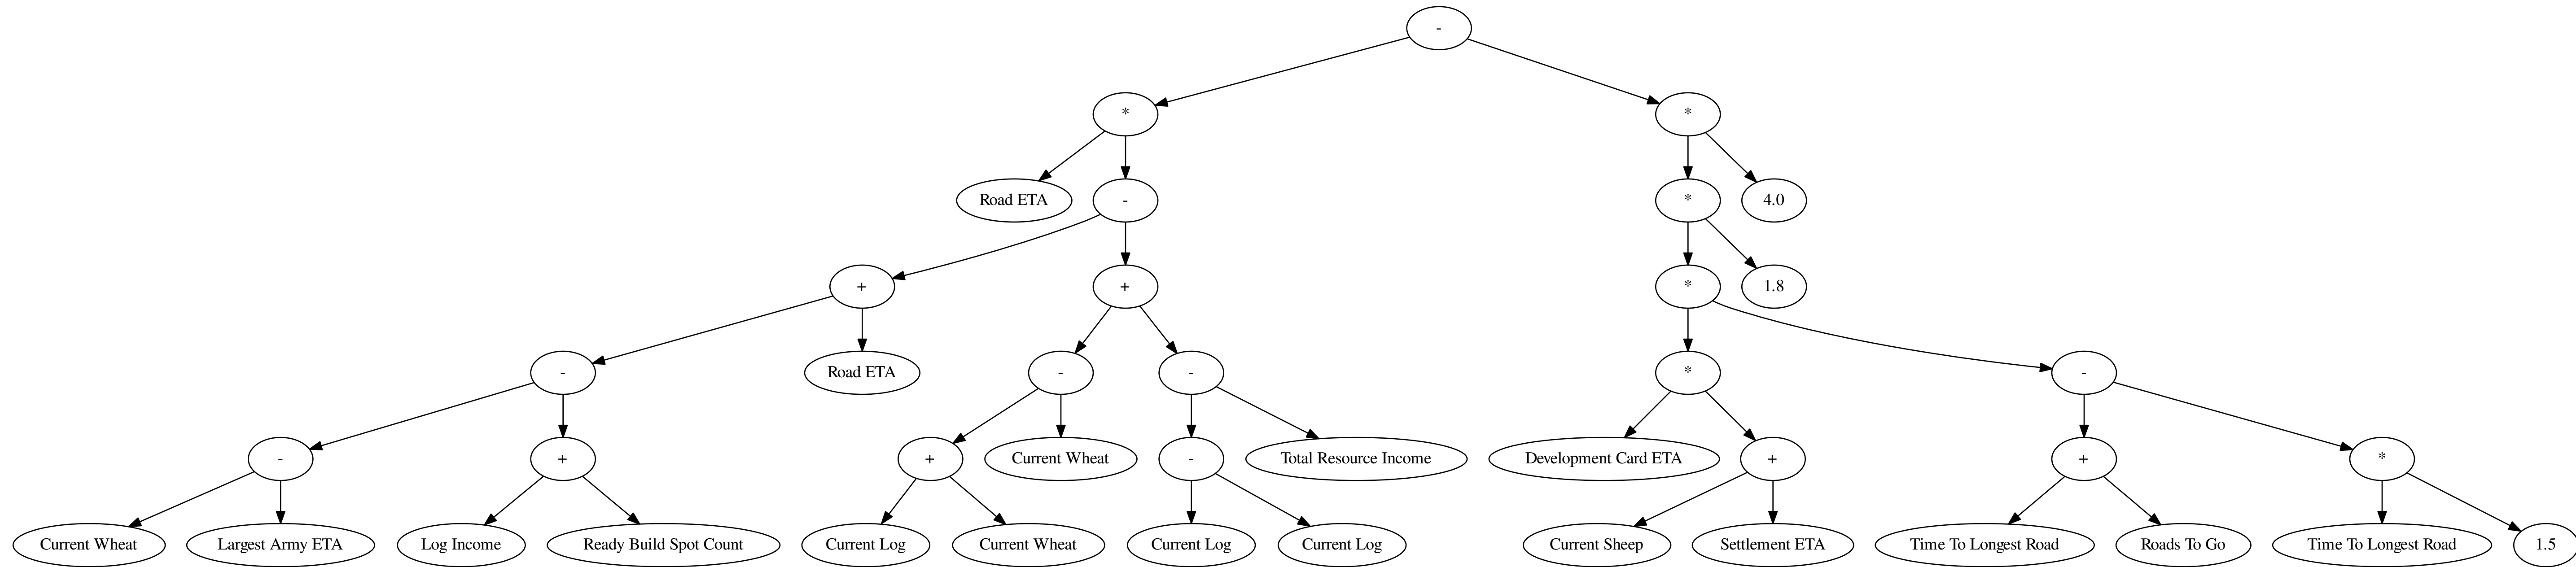 -
* *
Road ETA - * 4.0
+ + * 1.8
- Road ETA - - * -
- + + Current Wheat - Total Resource Income Development Card ETA + + *
Current Wheat Largest Army ETA Log Income Ready Build Spot Count Current Log Current Wheat Current Log Current Log Current Sheep Settlement ETA Time To Longest Road Roads To Go Time To Longest Road 1.5